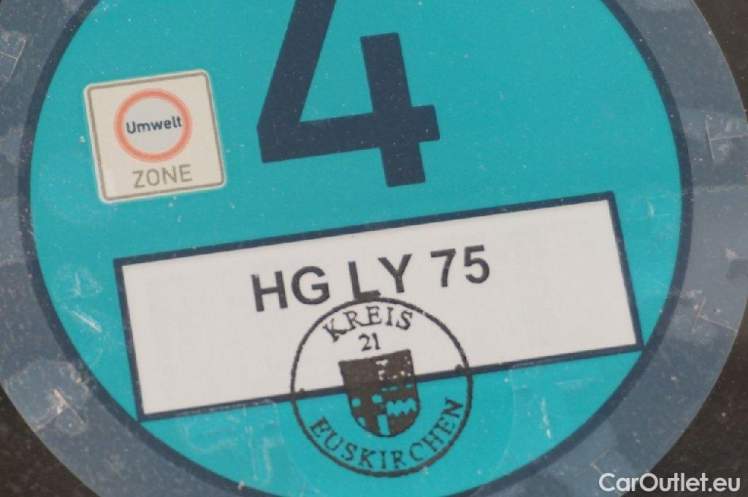 4
Umwelt
ZONE
HG LY 75
KREIS
21
EUSKIRCHEN
CarOutlet.eu